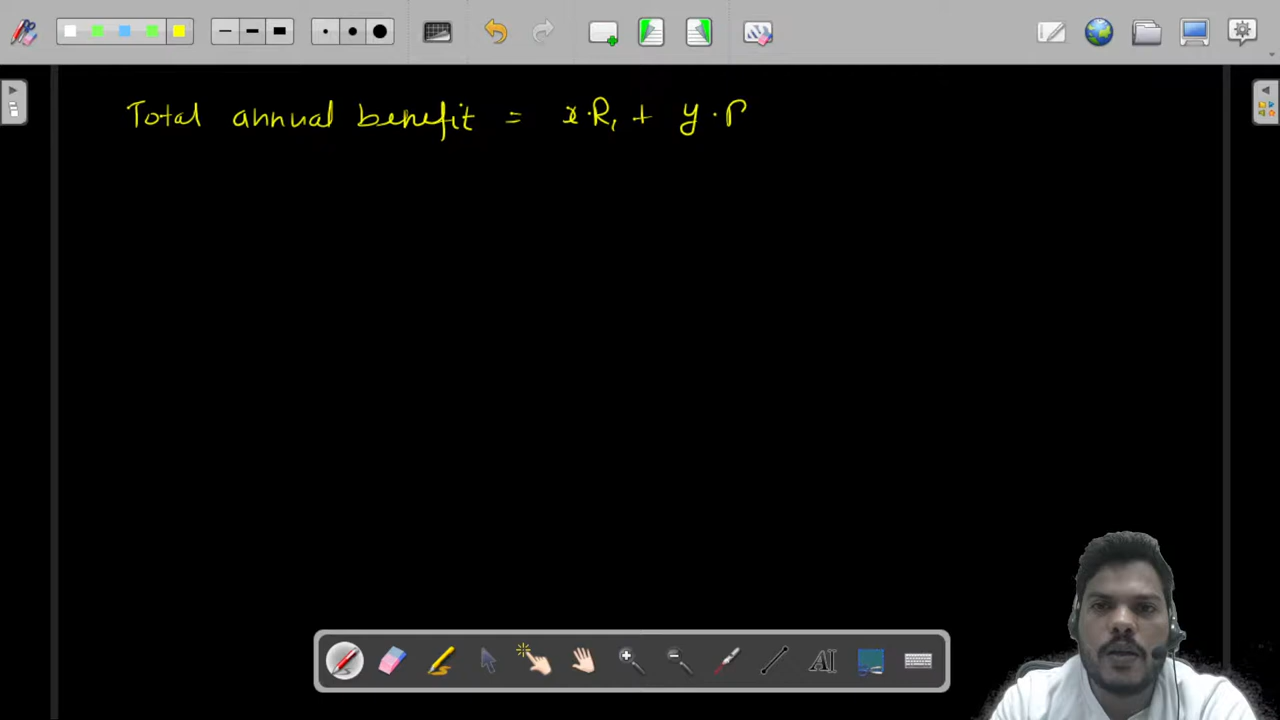 Total annual benefit = x·R₁ + y·P